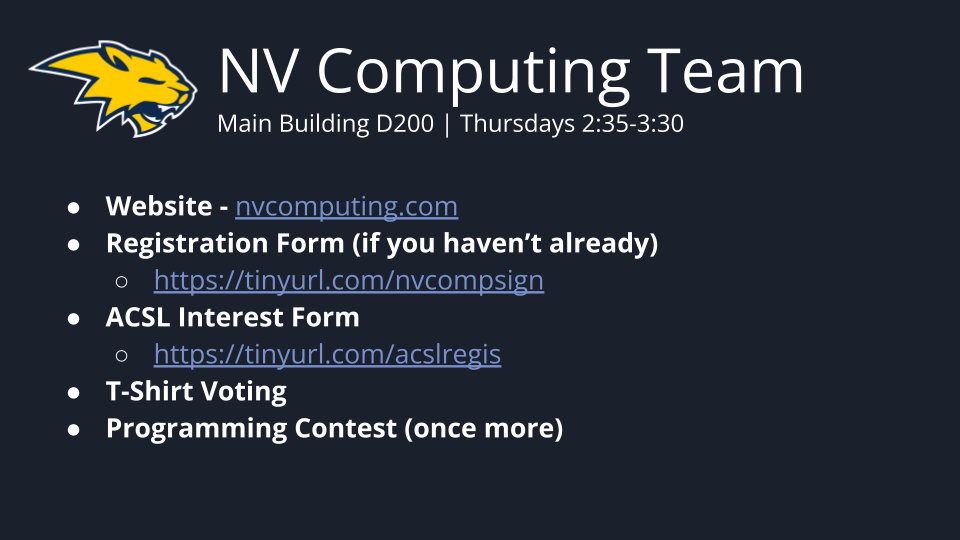 NV Computing Team
Main Building D200 | Thursdays 2:35-3:30
● Website - nvcomputing.com
● Registration Form (if you haven’t already)
○ https://tinyurl.com/nvcompsign
● ACSL Interest Form
○ https://tinyurl.com/acslregis
● T-Shirt Voting
● Programming Contest (once more)